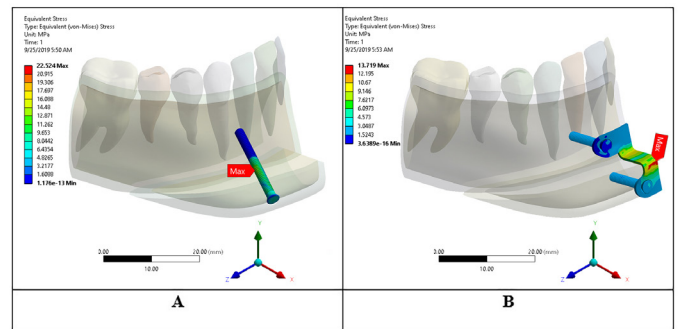 Equivalent Stress
Type: Equivalent (von-Mises) Stress
Unit: MPa
Time: 1
9/25/2019 5:50 AM
22.524 Max
20.915
19.306
17.697
16.088
14.48
12.871
11.262
9.653
8.0442
6.4354
4.8265
3.2177
1.6088
1.176e-13 Min
Max
Y
Z
X
0.00
20.00 (mm)
10.00
A
Equivalent Stress
Type: Equivalent (von-Mises) Stress
Unit: MPa
Time: 1
9/25/2019 5:53 AM
13.719 Max
12.195
10.67
9.146
7.6217
6.0973
4.573
3.0487
1.5243
3.6389e-16 Min
Max
Y
Z
X
0.00
20.00 (mm)
10.00
B